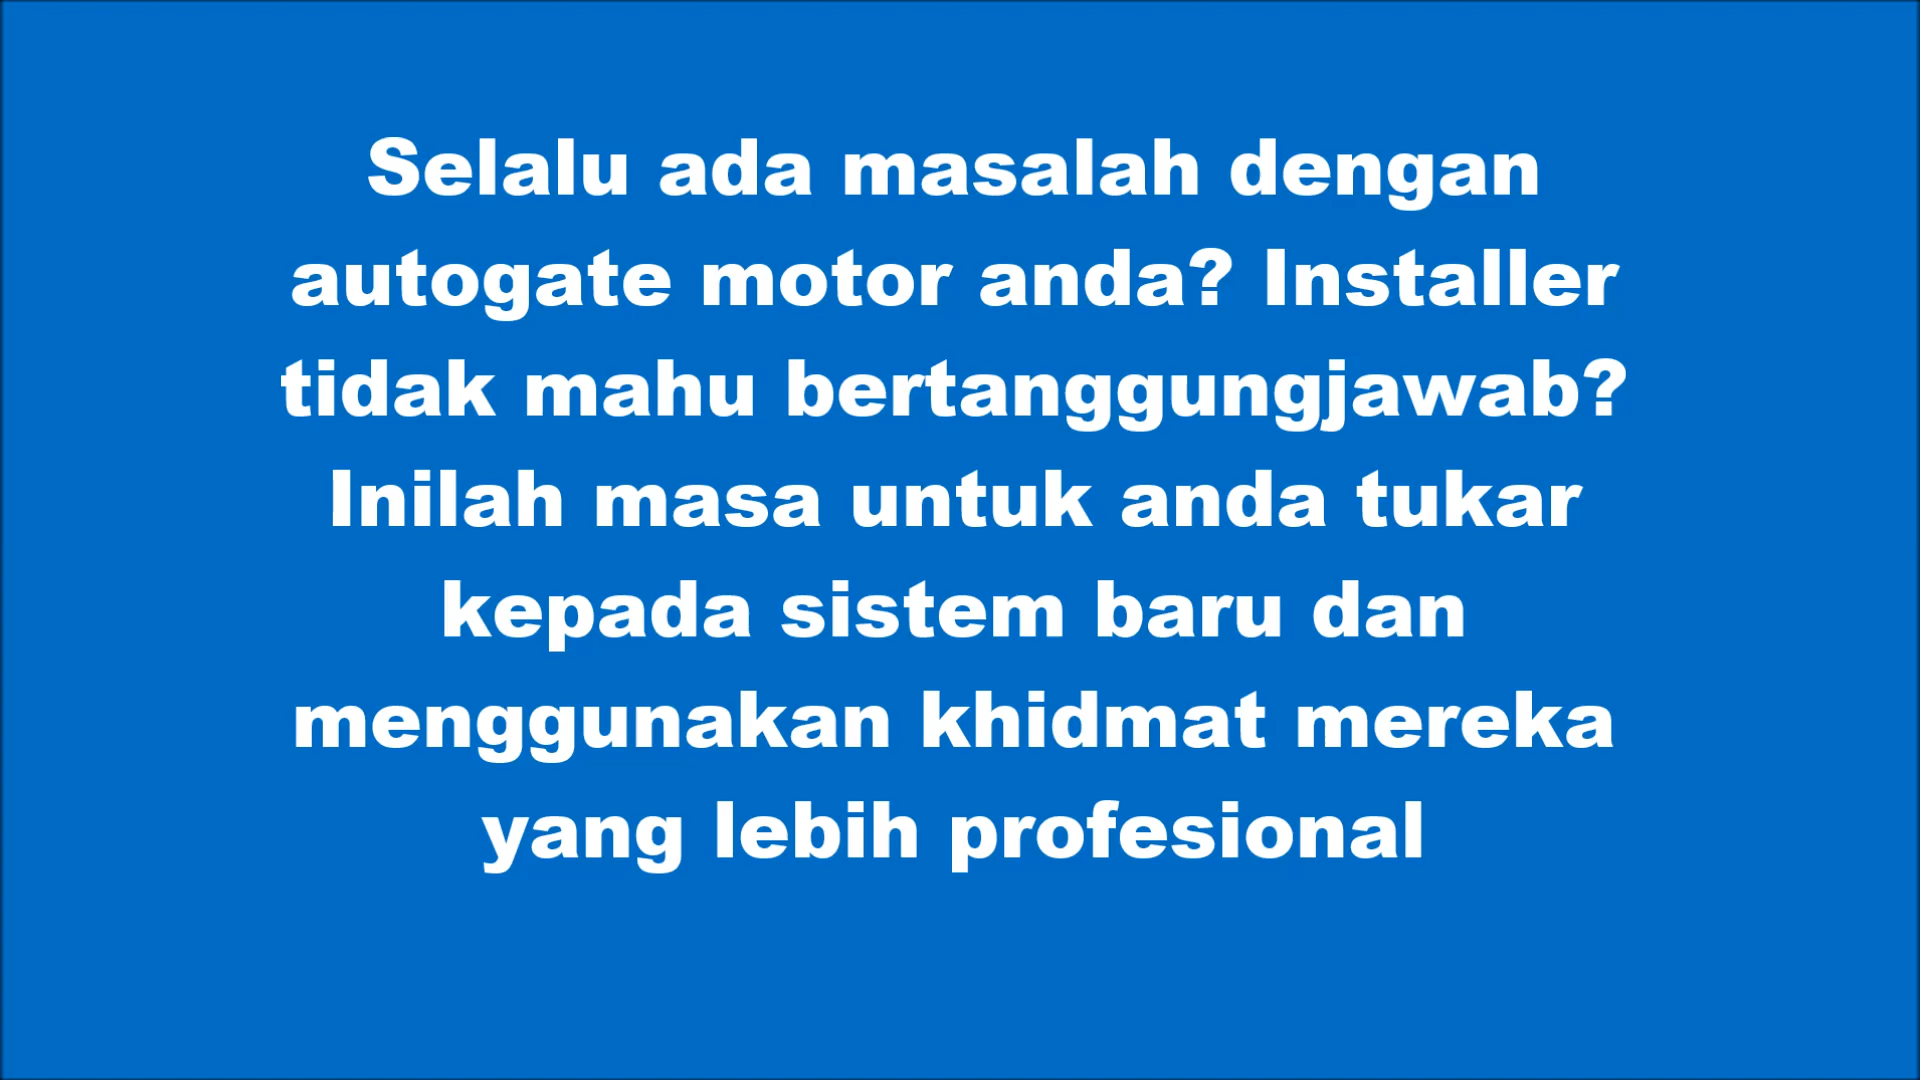 Selalu ada masalah dengan
autogate motor anda? Installer
tidak mahu bertanggungjawab?
Inilah masa untuk anda tukar
kepada sistem baru dan
menggunakan khidmat mereka
yang lebih profesional